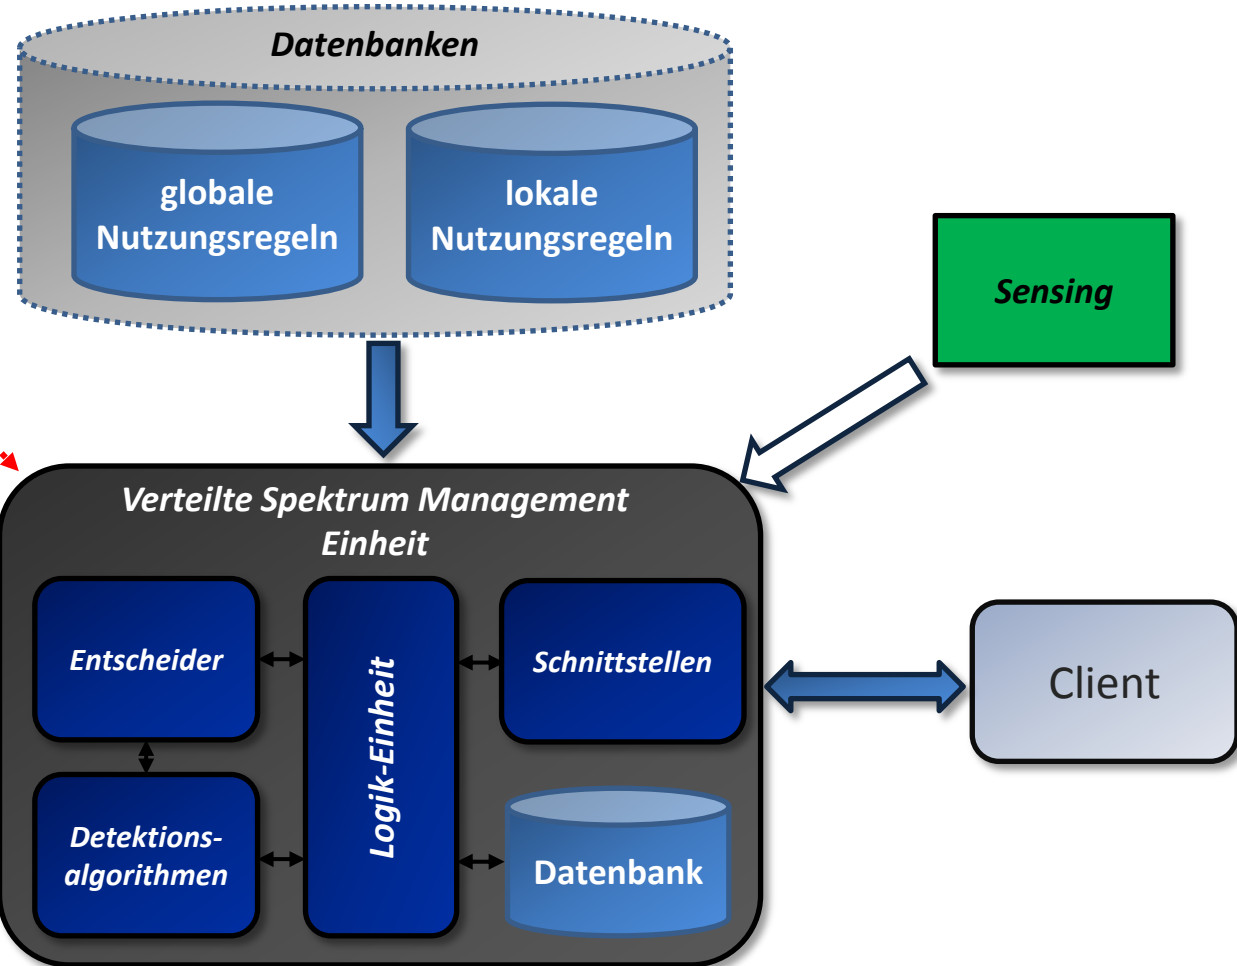 Datenbanken
globale
Nutzungsregeln
lokale
Nutzungsregeln
Sensing
Verteilte Spektrum Management
Einheit
Entscheider
Logik-Einheit
Schnittstellen
Client
Detektions-
algorithmen
Datenbank